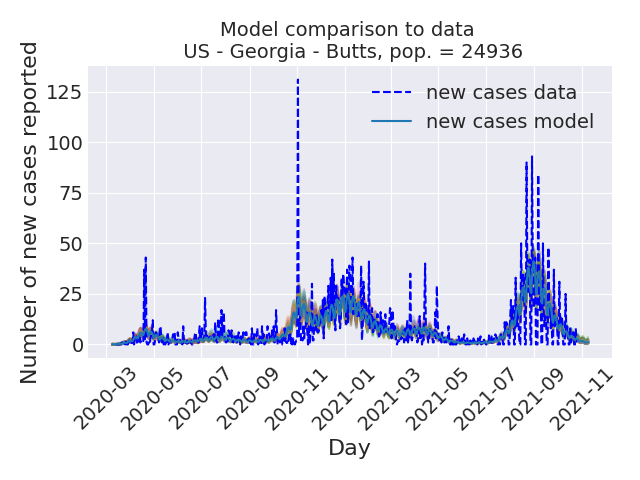 Model comparison to data
US - Georgia - Butts, pop. = 24936
Number of new cases reported
125
100
75
50
25
0
new cases data
new cases model
2020-03
2020-05
2020-07
2020-09
2020-11
2021-01
2021-03
2021-05
2021-07
2021-09
2021-11
Day